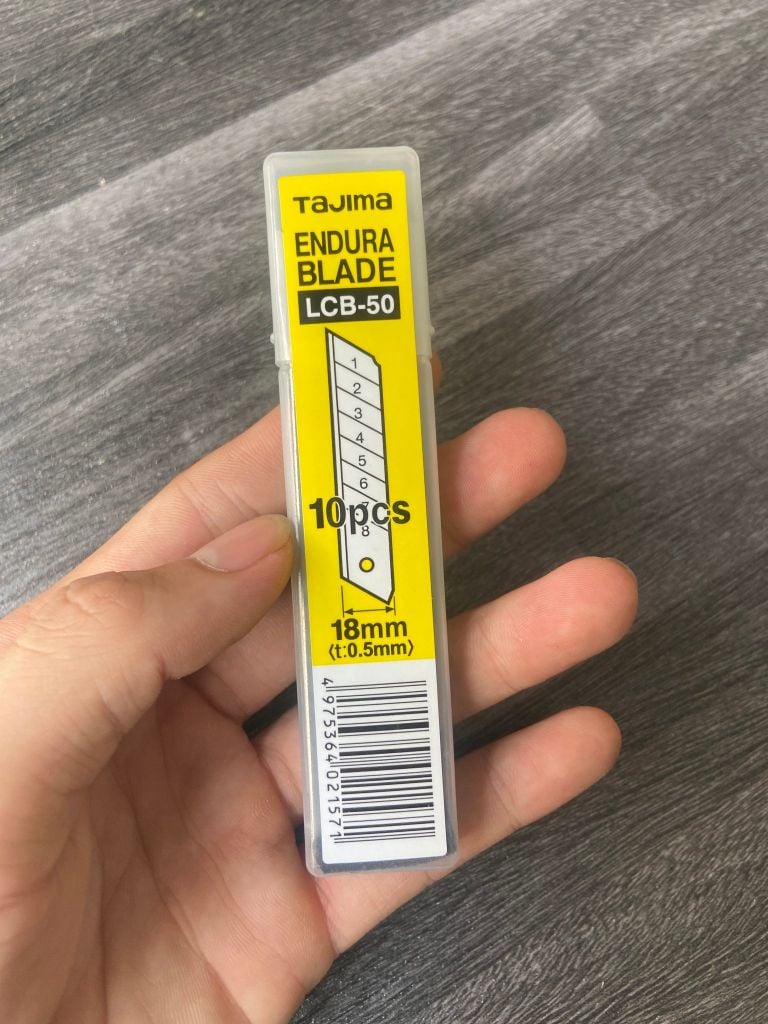 TaJima
ENDURA
BLADE
LCB-50
1
2
3
4
5
6
7
8
10pcs
18mm
(t:0.5mm)
4975364021571